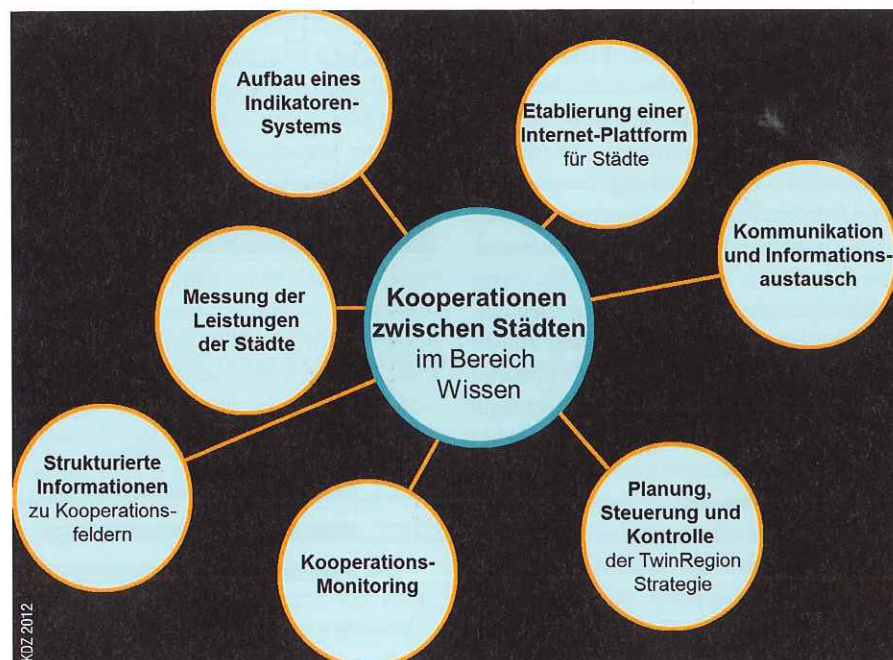 Aufbau eines
Indikatoren-
Systems
Etablierung einer
Internet-Plattform
für Städte
Kommunikation
und Informations-
austausch
Messung der
Leistungen
der Städte
Kooperationen
zwischen Städten
im Bereich
Wissen
Strukturierte
Informationen
zu Kooperations-
feldern
Kooperations-
Monitoring
Planung,
Steuerung und
Kontrolle
der TwinRegion
Strategie
KDZ 2012